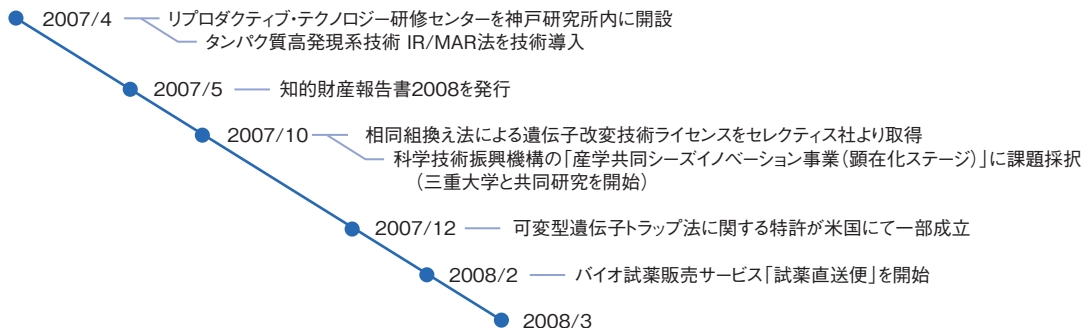 2007/4 リプロダクティブ・テクノロジー研修センターを神戸研究所内に開設
タンパク質高発現系技術 IR/MAR法を技術導入
2007/5 知的財産報告書2008を発行
2007/10 相同組換え法による遺伝子改変技術ライセンスをセレクティス社より取得
科学技術振興機構の「産学共同シーズイノベーション事業(顕在化ステージ)」に課題採択
(三重大学と共同研究を開始)
2007/12 可変型遺伝子トラップ法に関する特許が米国にて一部成立
2008/2 バイオ試薬販売サービス「試薬直送便」を開始
2008/3